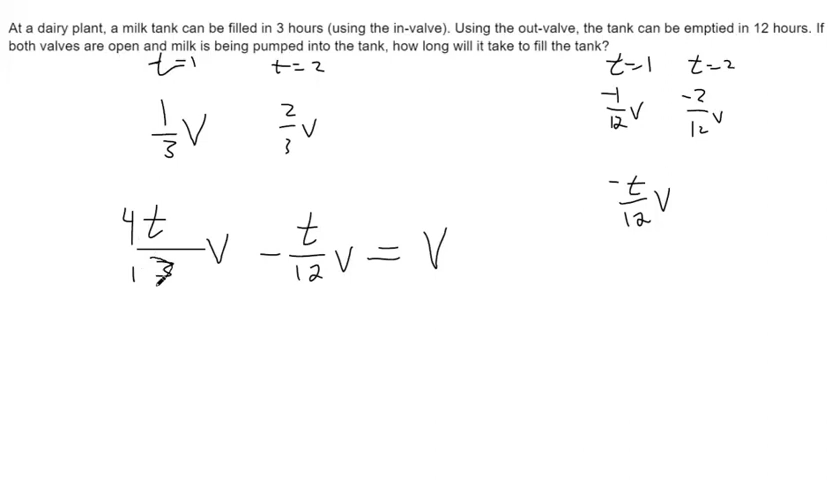 At a dairy plant, a milk tank can be filled in 3 hours (using the in-valve). Using the out-valve, the tank can be emptied in 12 hours. If
both valves are open and milk is being pumped into the tank, how long will it take to fill the tank?
t=1 t=2 t=1 t=2
1/3 V 2/3 V -1/12 V -2/12 V
-t/12 V
4t/12 V - t/12 V = V